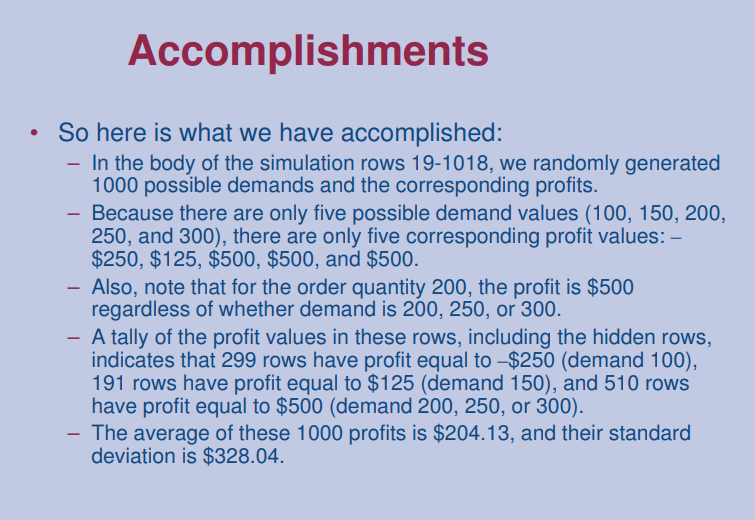 Accomplishments
• So here is what we have accomplished:
– In the body of the simulation rows 19-1018, we randomly generated
1000 possible demands and the corresponding profits.
– Because there are only five possible demand values (100, 150, 200,
250, and 300), there are only five corresponding profit values: –
$250, $125, $500, $500, and $500.
– Also, note that for the order quantity 200, the profit is $500
regardless of whether demand is 200, 250, or 300.
– A tally of the profit values in these rows, including the hidden rows,
indicates that 299 rows have profit equal to –$250 (demand 100),
191 rows have profit equal to $125 (demand 150), and 510 rows
have profit equal to $500 (demand 200, 250, or 300).
– The average of these 1000 profits is $204.13, and their standard
deviation is $328.04.